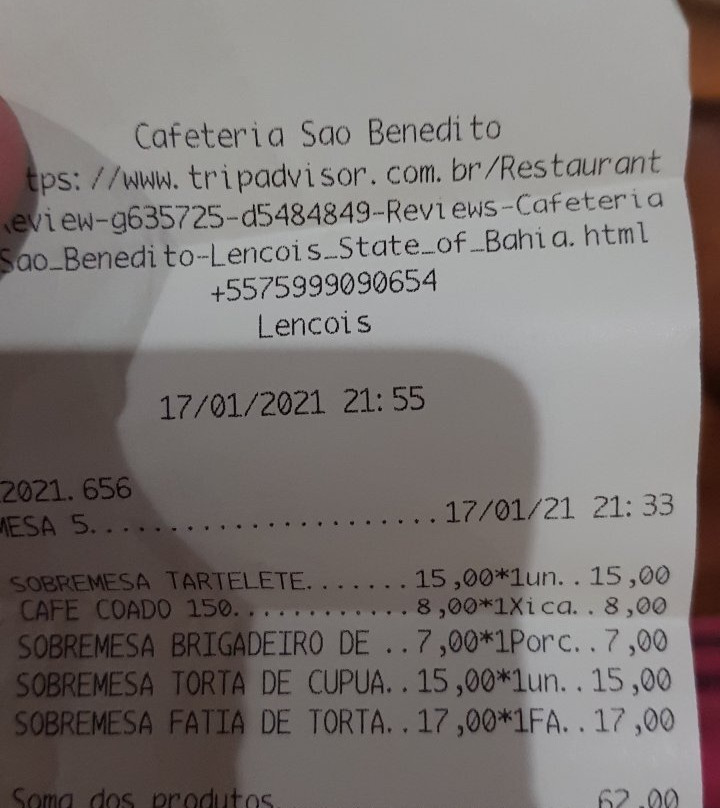 Cafeteria Sao Benedito
tps://www.tripadvisor.com.br/Restaurant
eview-g635725-d5484849-Reviews-Cafeteria
Sao_Benedito-Lencois_State_of_Bahia.html
+5575999090654
Lencois
17/01/2021 21:55
2021.656
MESA 5.......................17/01/21 21:33
SOBREMESA TARTELETE.......15,00*1un..15,00
CAFE COADO 150............8,00*1Xica..8,00
SOBREMESA BRIGADEIRO DE ..7,00*1Porc..7,00
SOBREMESA TORTA DE CUPUA..15,00*1un..15,00
SOBREMESA FATIA DE TORTA..17,00*1FA..17,00
Soma dos produtos 62,00